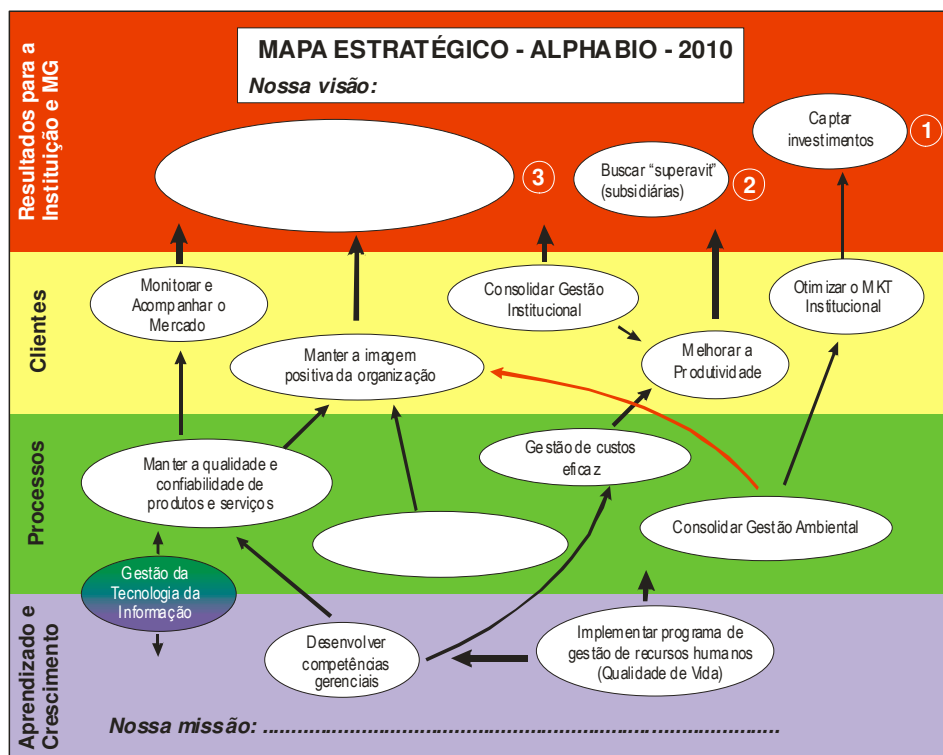 MAPA ESTRATÉGICO - ALPHABIO - 2010
Nossa visão:
Resultados para a
Instituição e MG
Captar
investimentos
1
Buscar “superavit”
(subsidiárias)
2
3
Clientes
Monitorar e
Acompanhar o
Mercado
Consolidar Gestão
Institucional
Otimizar o MKT
Institucional
Manter a imagem
positiva da organização
Melhorar a
Produtividade
Processos
Manter a qualidade e
confiabilidade de
produtos e serviços
Gestão de custos
eficaz
Consolidar Gestão Ambiental
Gestão da
Tecnologia da
Informação
Aprendizado e
Crescimento
Desenvolver
competências
gerenciais
Implementar programa de
gestão de recursos humanos
(Qualidade de Vida)
Nossa missão: ................................................................................